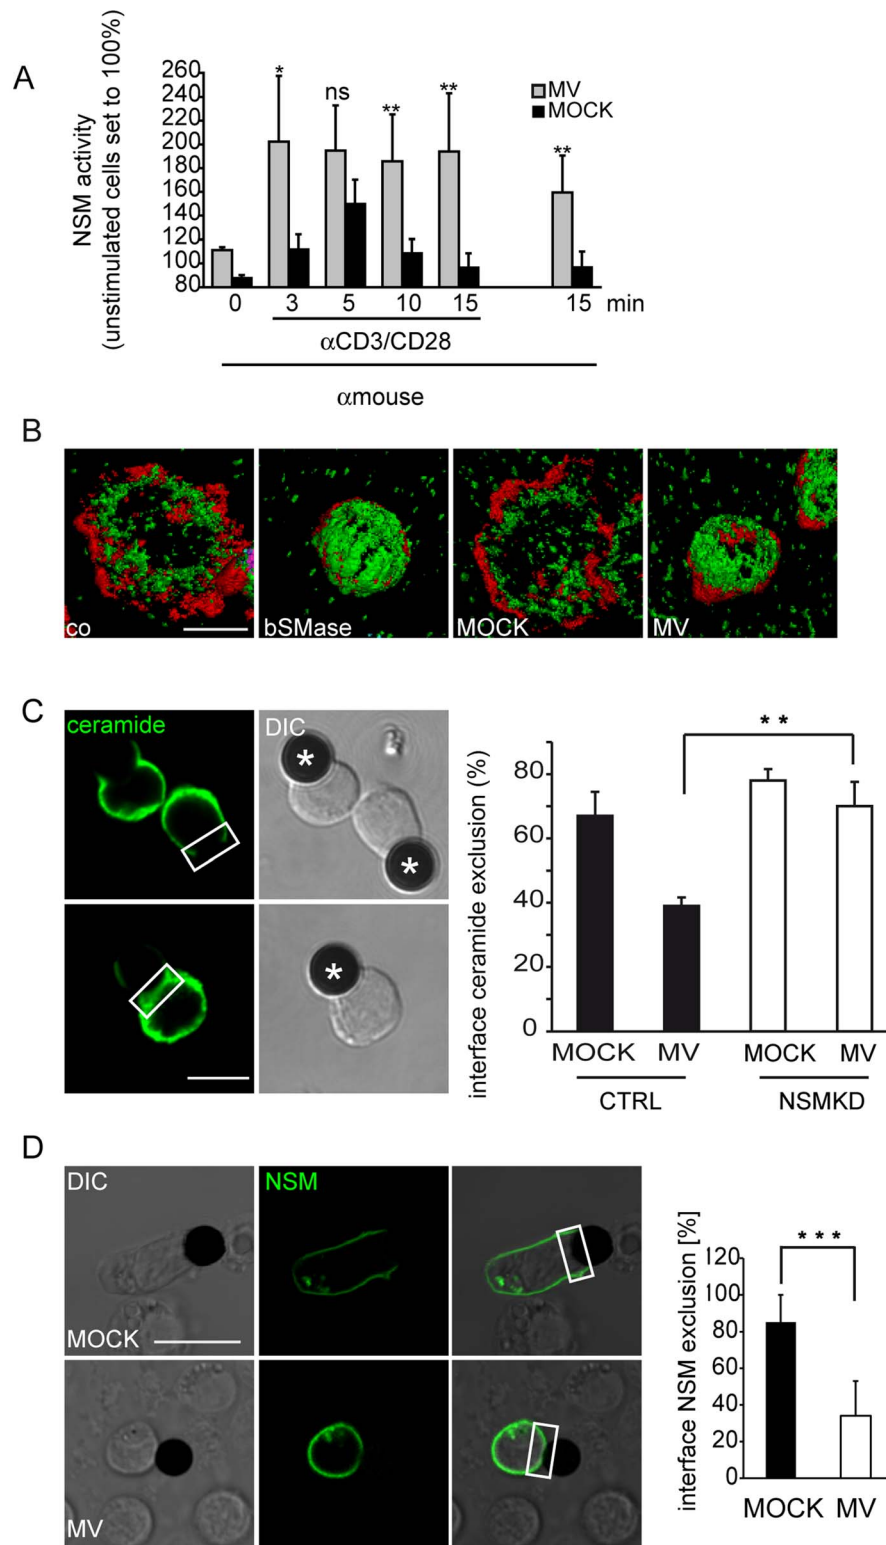 A
NSM activity
(unstimulated cells set to 100%)
260
240
220
200
180
160
140
120
100
80
*
ns
**
**
**
MV
MOCK
0 3 5 10 15 15 min
αCD3/CD28
αmouse
B
co
bSMase
MOCK
MV
C
ceramide
DIC
*
*
*
interface ceramide exclusion (%)
80
60
40
20
0
* *
MOCK MV MOCK MV
CTRL NSMKD
D
DIC
NSM
MOCK
MV
interface NSM exclusion [%]
120
100
80
60
40
20
0
* * *
MOCK MV